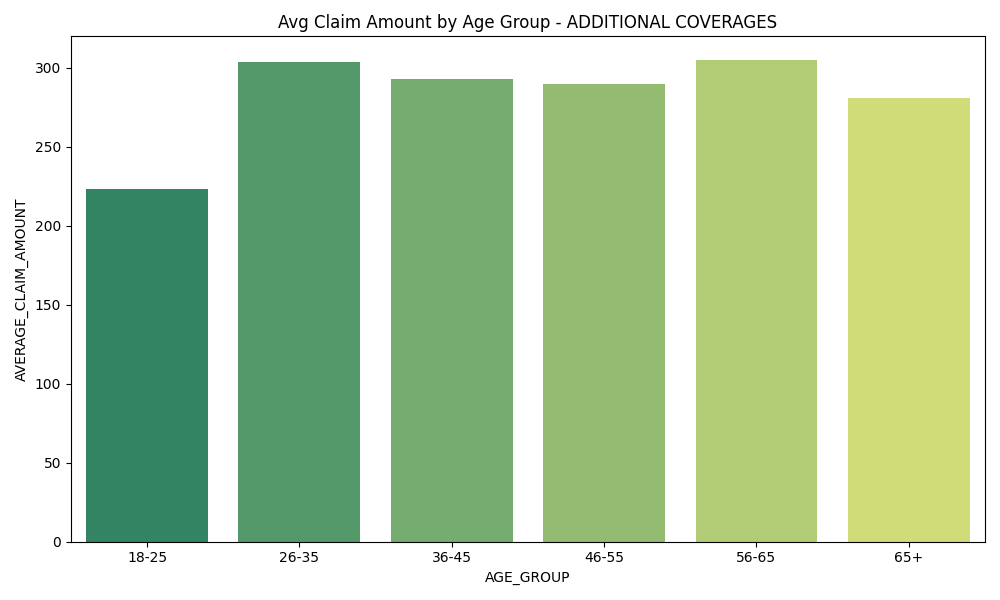 Avg Claim Amount by Age Group - ADDITIONAL COVERAGES
AVERAGE_CLAIM_AMOUNT
300
250
200
150
100
50
0
18-25 26-35 36-45 46-55 56-65 65+
AGE_GROUP